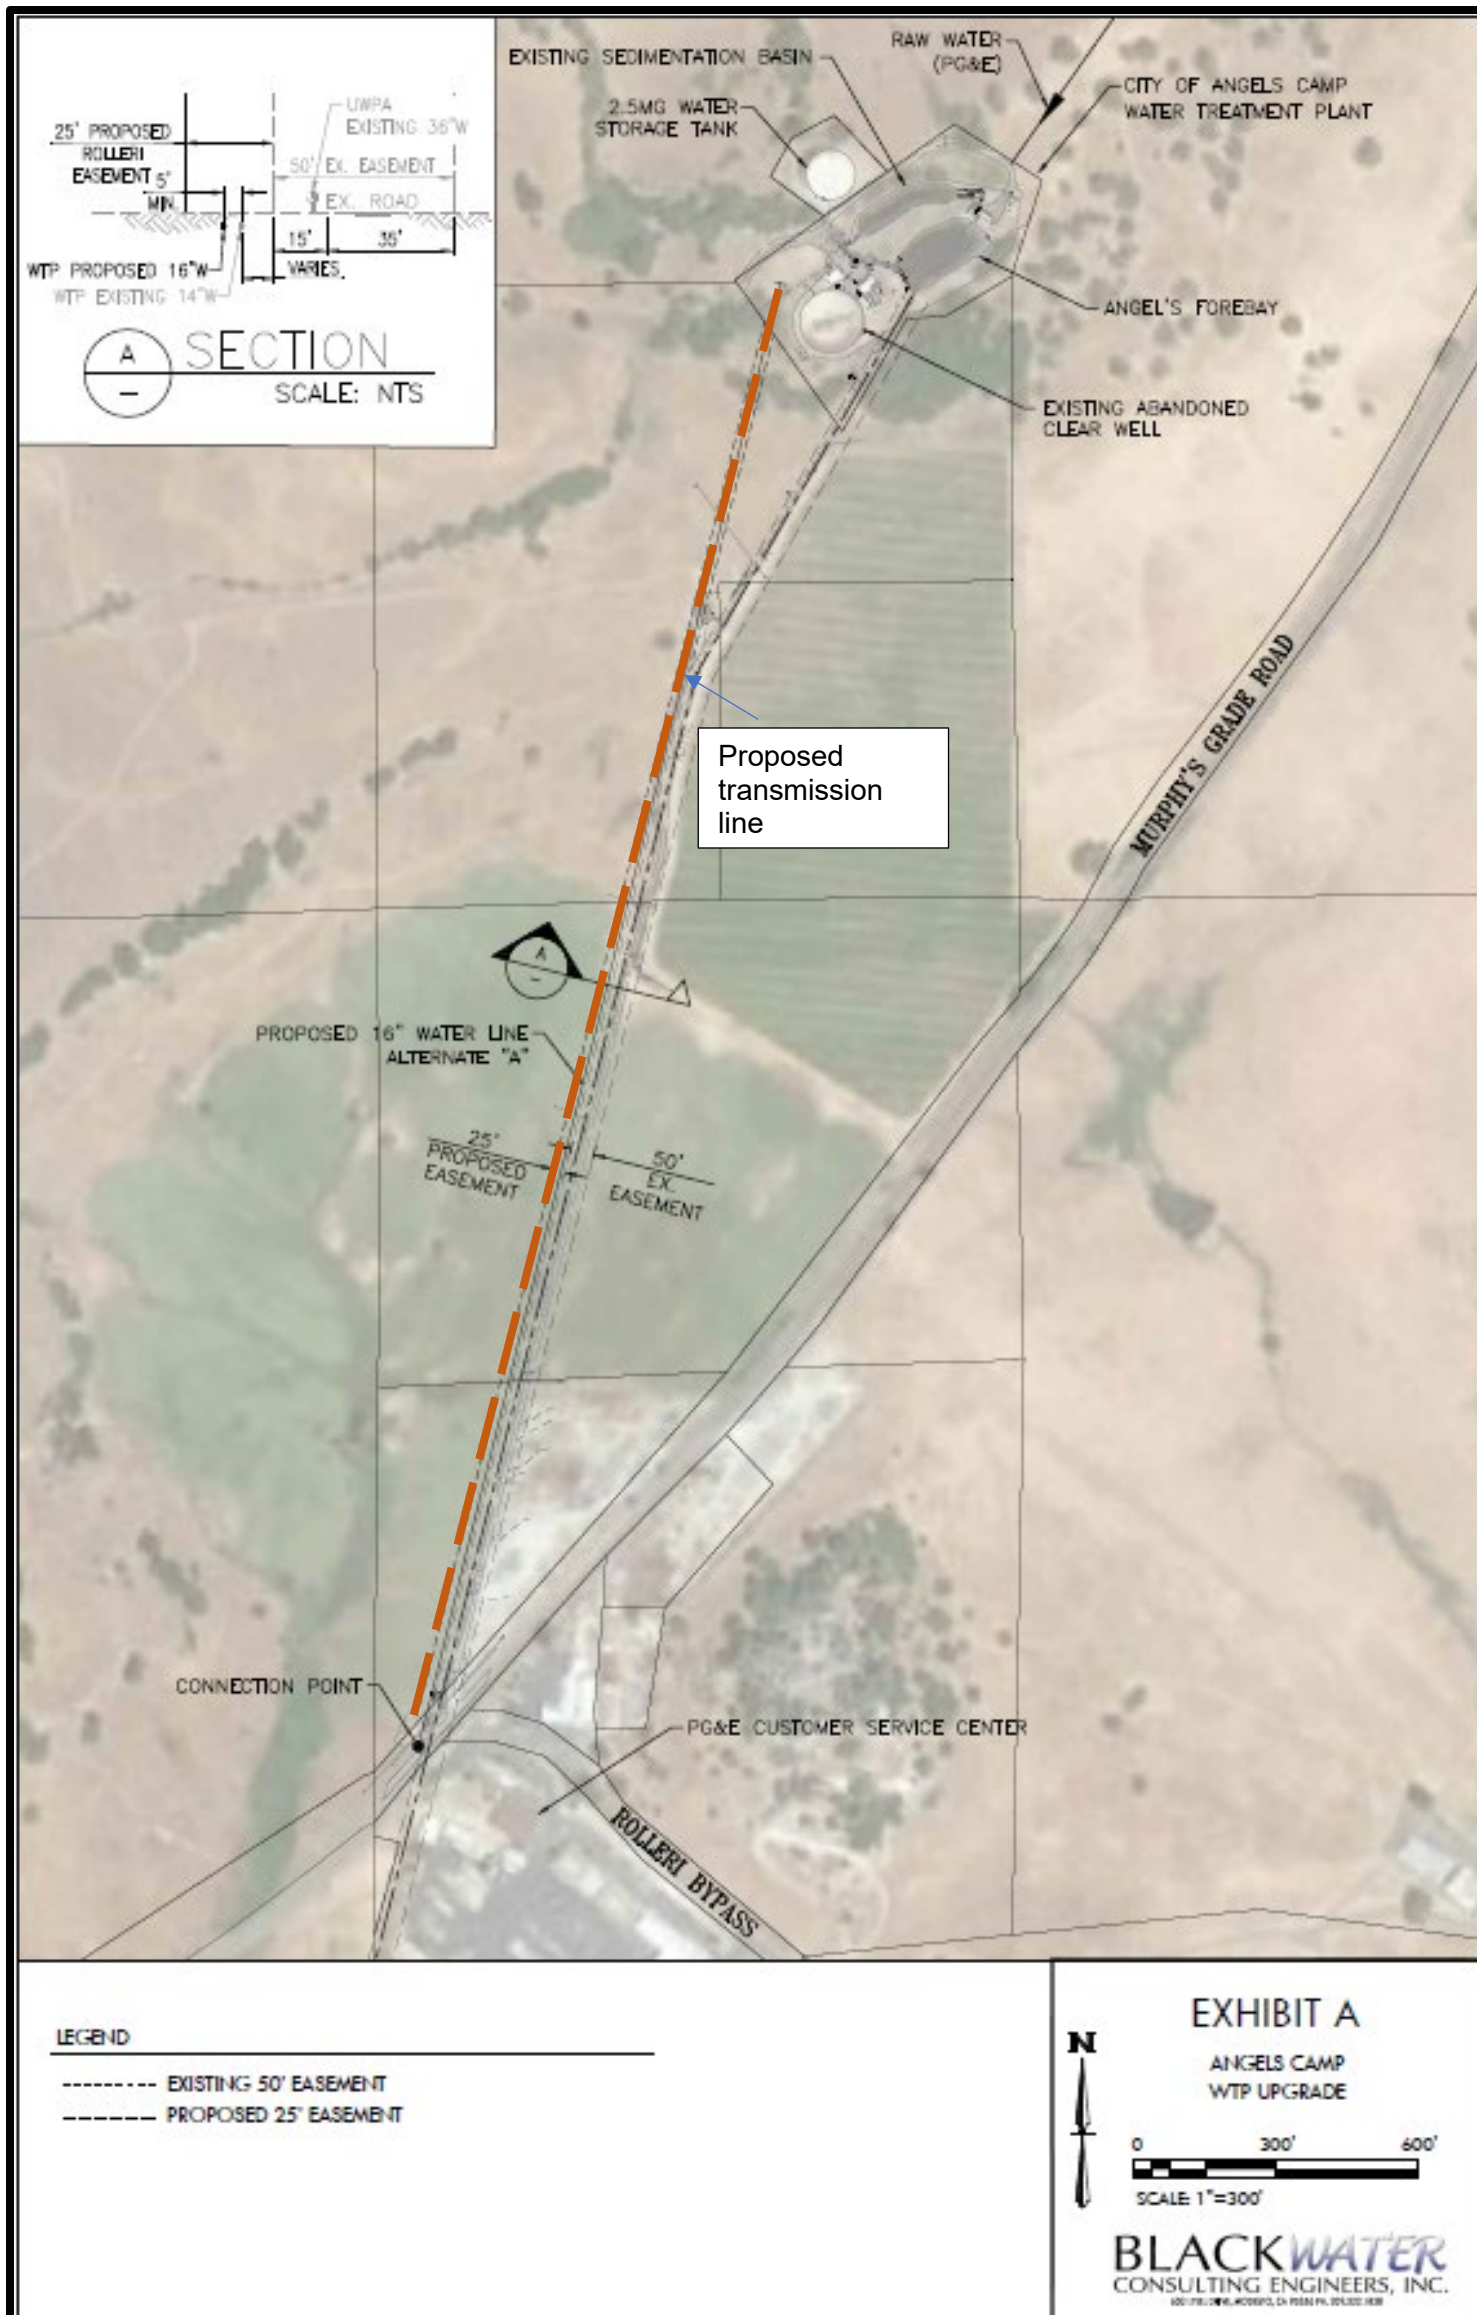 UWPA
EXISTING 36"W
25' PROPOSED
ROLLERI
EASEMENT
5'
MIN.
50' EX. EASEMENT
EX. ROAD
15'
35'
VARIES.
WTP PROPOSED 16"W
WTP EXISTING 14"W
A
–
SECTION
SCALE: NTS
EXISTING SEDIMENTATION BASIN
2.5MG WATER
STORAGE TANK
RAW WATER
(PG&E)
CITY OF ANGELS CAMP
WATER TREATMENT PLANT
ANGEL'S FOREBAY
EXISTING ABANDONED
CLEAR WELL
MURPHY'S GRADE ROAD
Proposed
transmission
line
A
–
PROPOSED 16" WATER LINE
ALTERNATE "A"
25'
PROPOSED
EASEMENT
50'
EX.
EASEMENT
CONNECTION POINT
PG&E CUSTOMER SERVICE CENTER
ROLLERI BYPASS
LEGEND
EXISTING 50' EASEMENT
PROPOSED 25' EASEMENT
EXHIBIT A
ANGELS CAMP
WTP UPGRADE
N
0 300' 600'
SCALE: 1"=300'
BLACKWATER
CONSULTING ENGINEERS, INC.